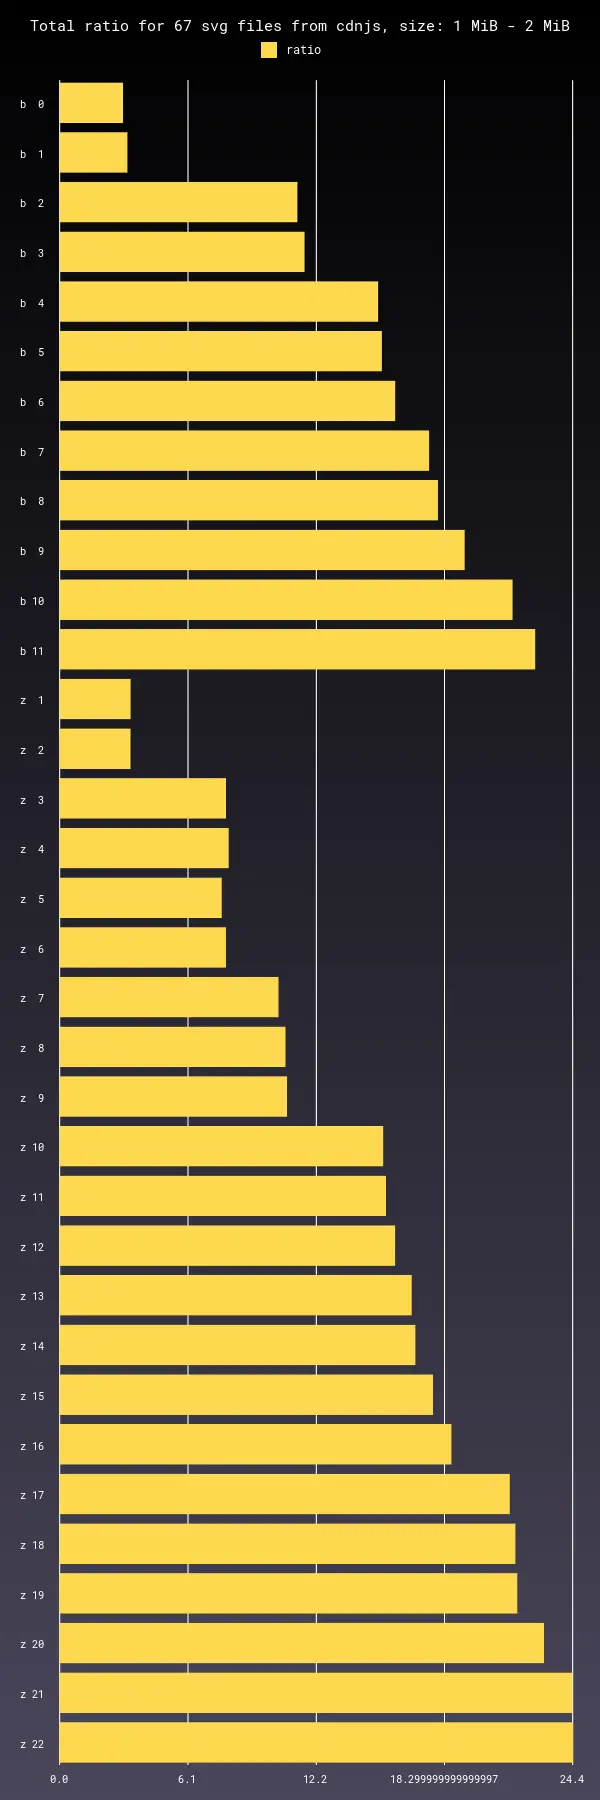 Total ratio for 67 svg files from cdnjs, size: 1 MiB - 2 MiB
ratio
b 0
b 1
b 2
b 3
b 4
b 5
b 6
b 7
b 8
b 9
b 10
b 11
z 1
z 2
z 3
z 4
z 5
z 6
z 7
z 8
z 9
z 10
z 11
z 12
z 13
z 14
z 15
z 16
z 17
z 18
z 19
z 20
z 21
z 22
0.0 6.1 12.2 18.299999999999997 24.4